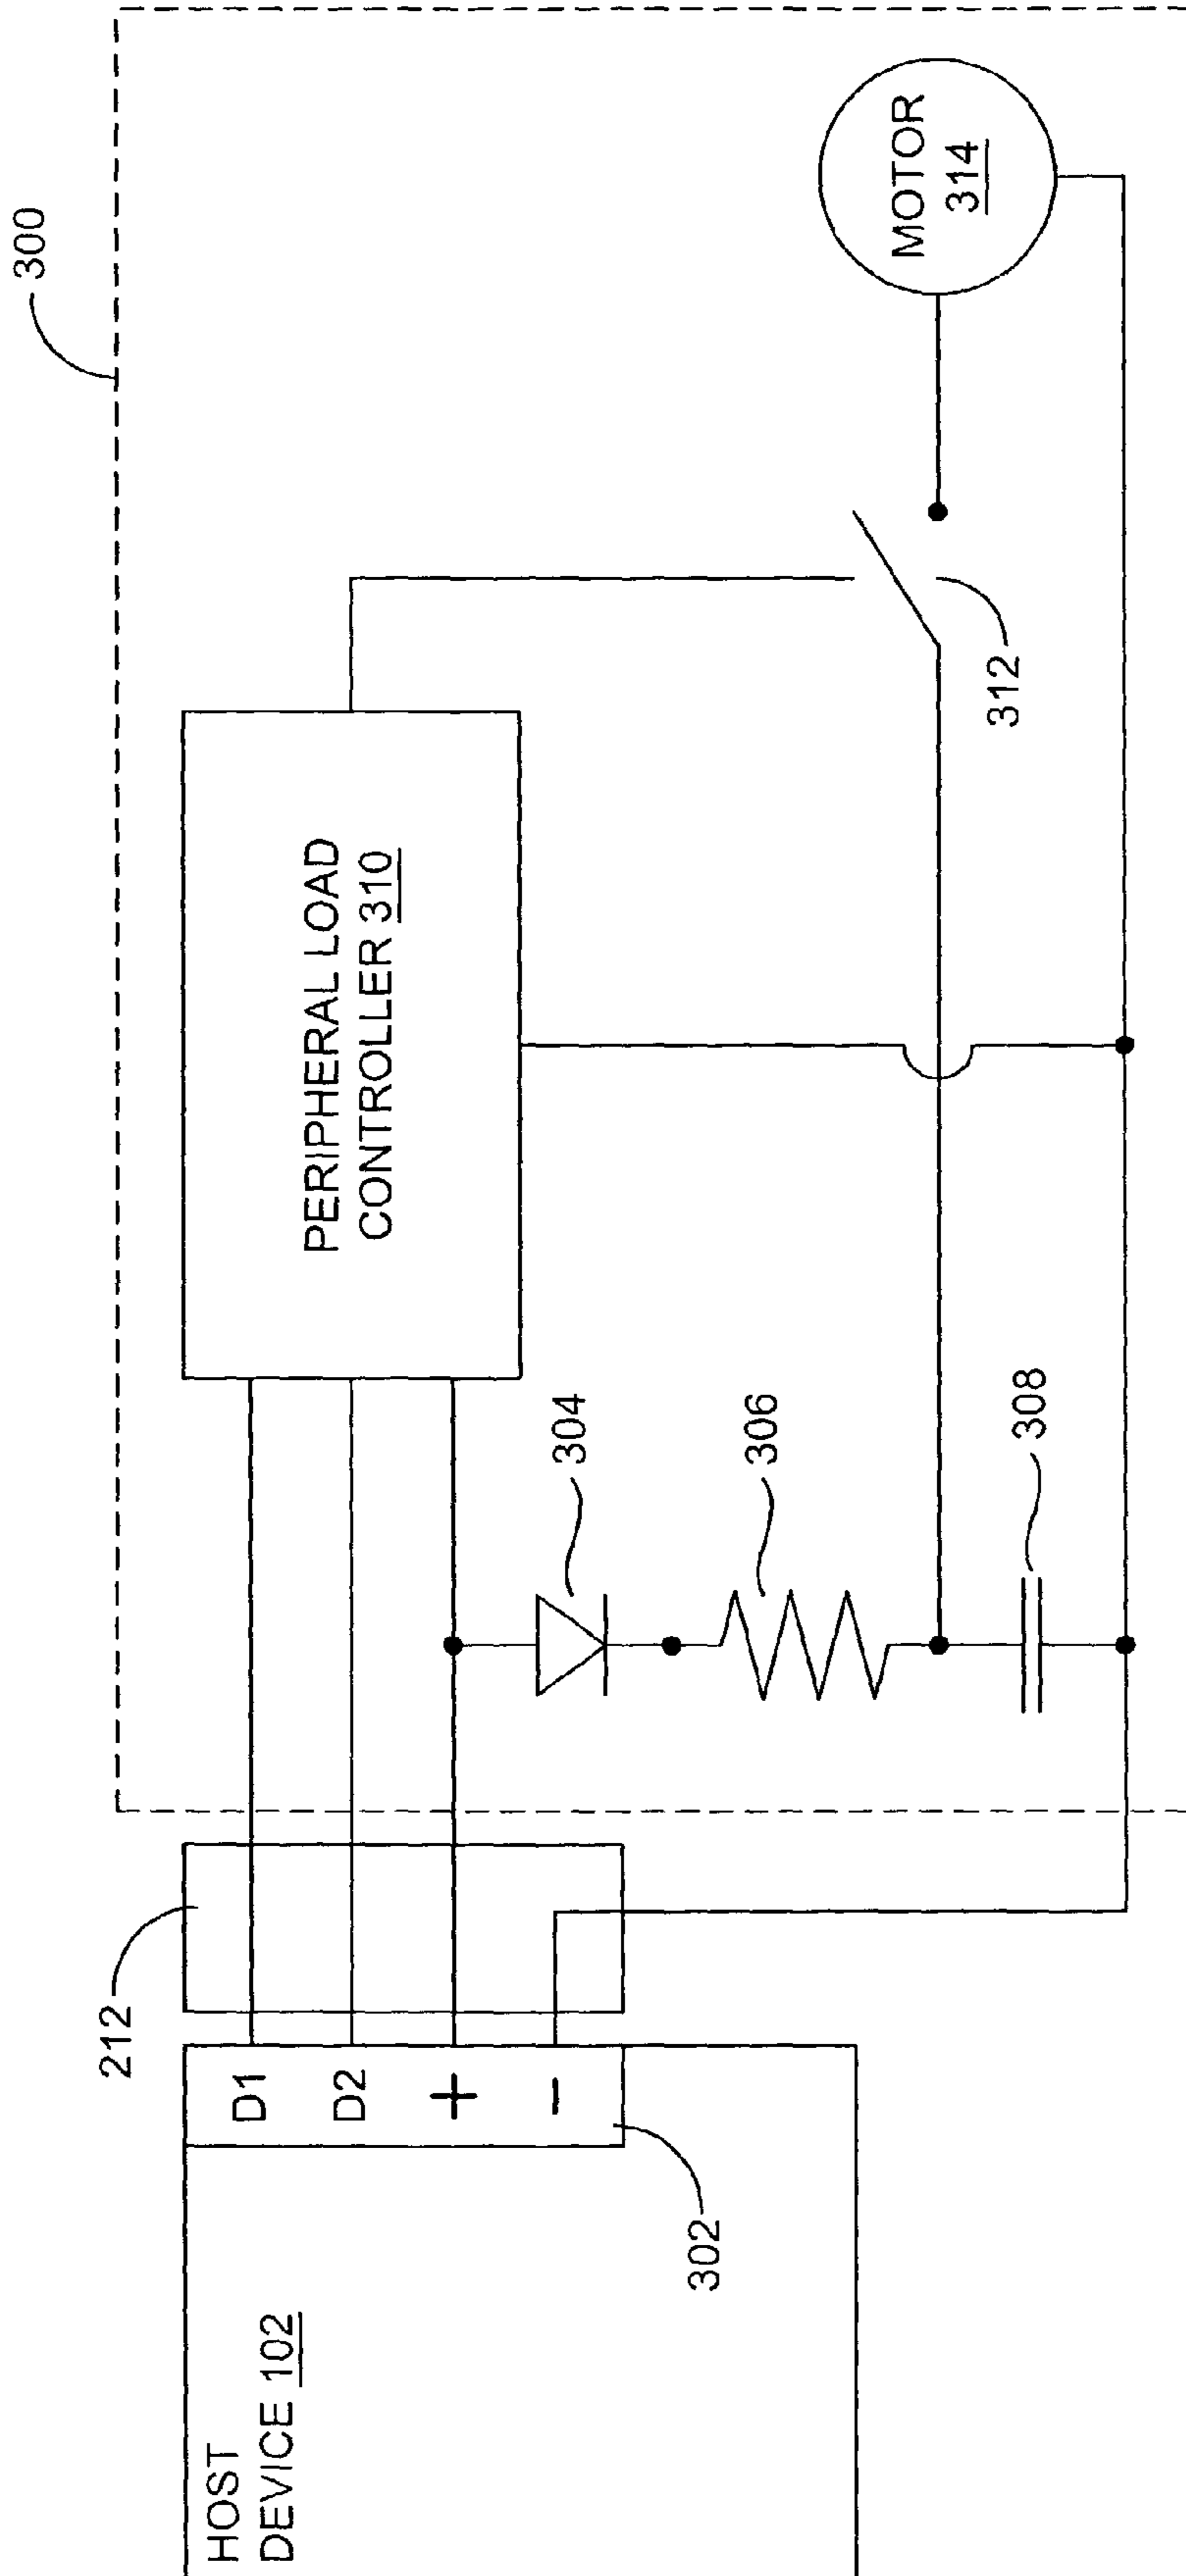 300
MOTOR
314
312
PERIPHERAL LOAD
CONTROLLER 310
304
306
308
212
D1
D2
+
−
302
HOST
DEVICE 102